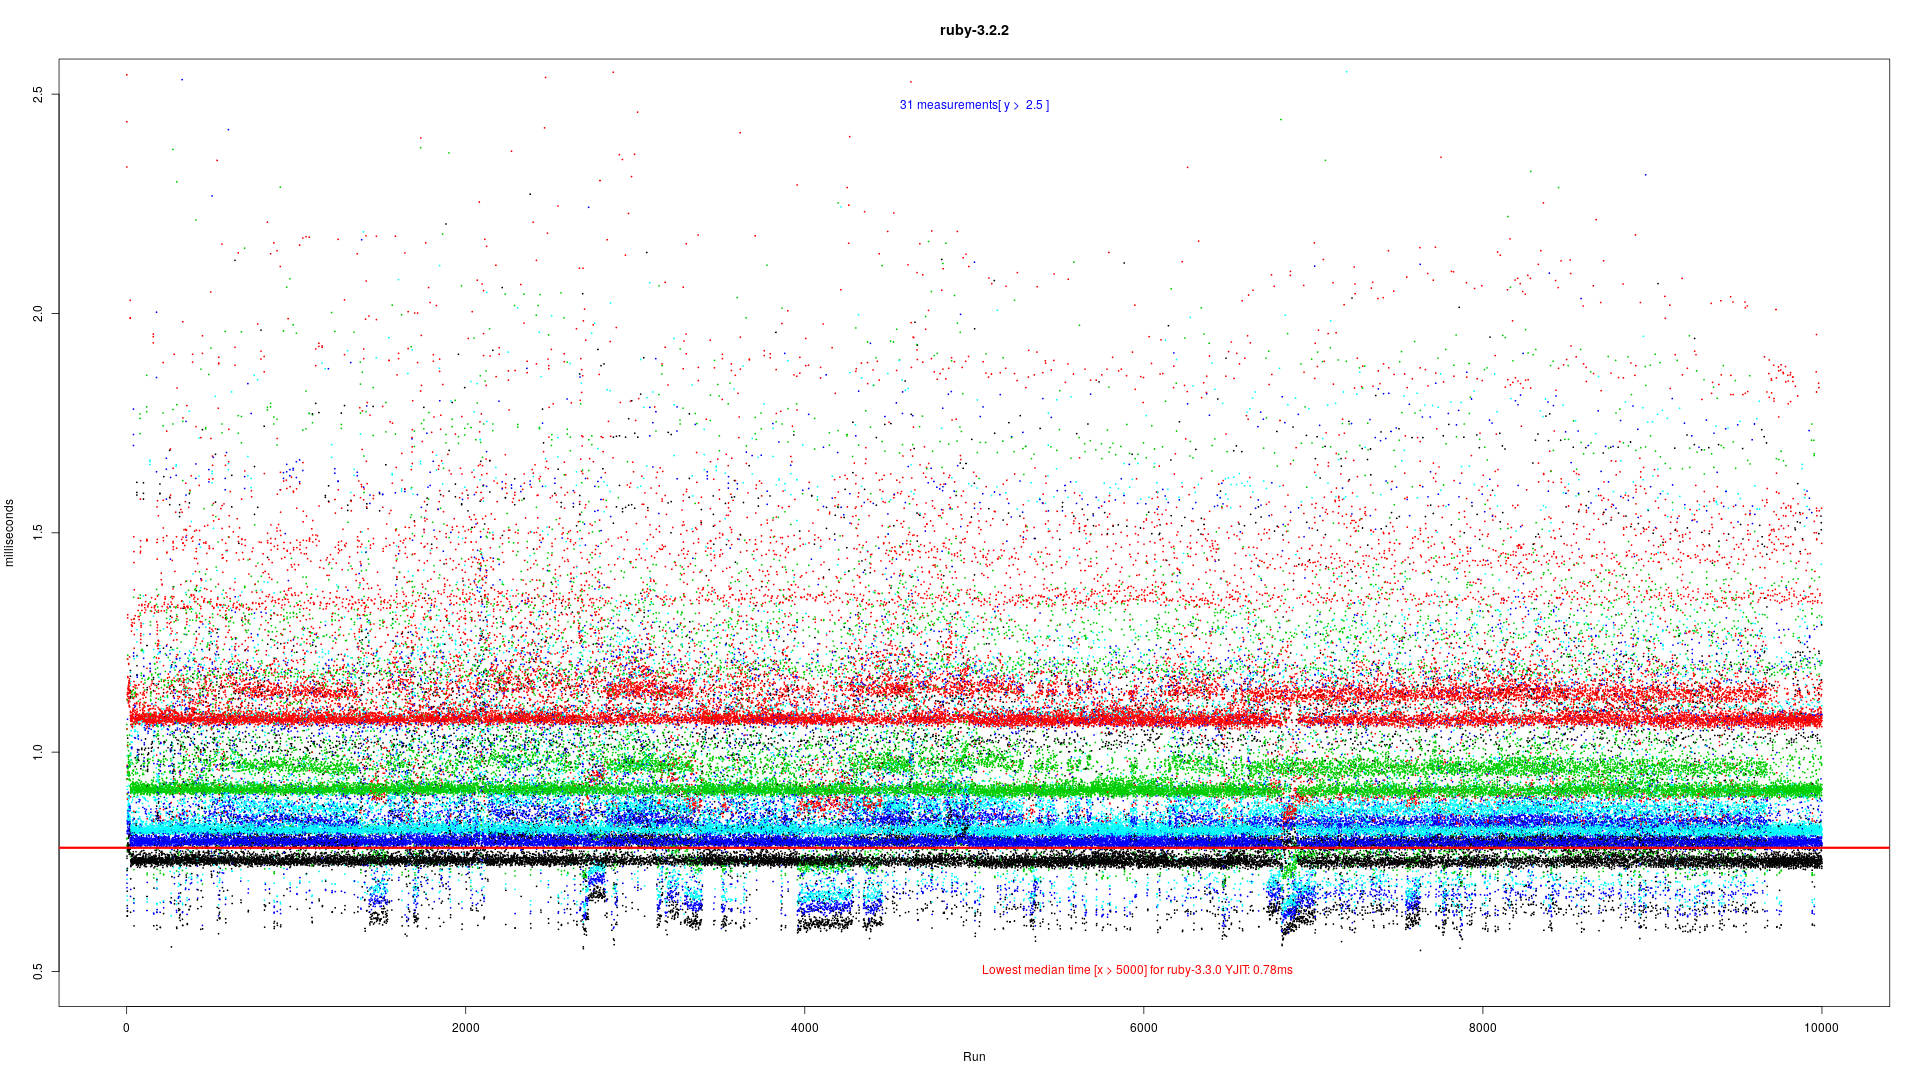 ruby-3.2.2
31 measurements[ y > 2.5 ]
milliseconds
2.5
2.0
1.5
1.0
0.5
Lowest median time [x > 5000] for ruby-3.3.0 YJIT: 0.78ms
0 2000 4000 6000 8000 10000
Run